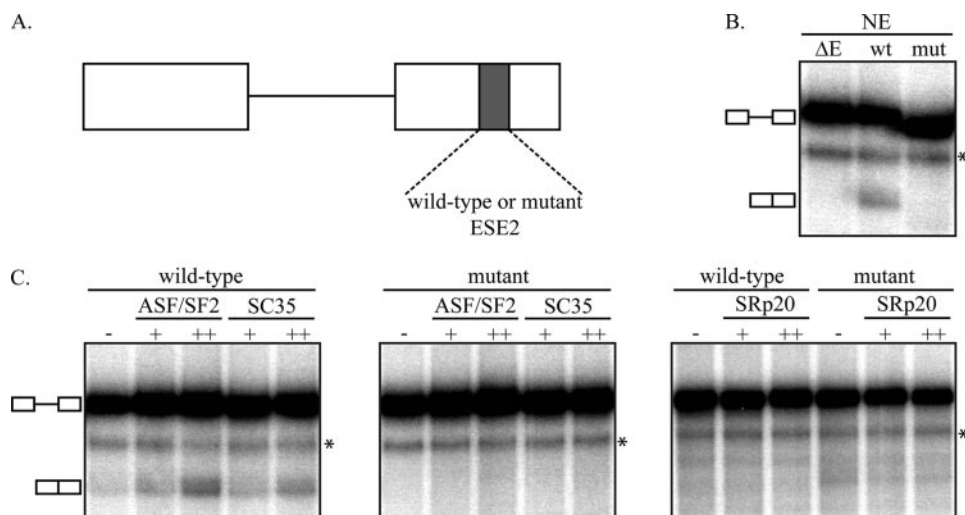 A.
wild-type or mutant
ESE2
B.
NE
ΔE wt mut
*
C.
wild-type
ASF/SF2 SC35
- + ++ + ++
*
mutant
ASF/SF2 SC35
- + ++ + ++
*
wild-type mutant
SRp20 SRp20
- + ++ - + ++
*